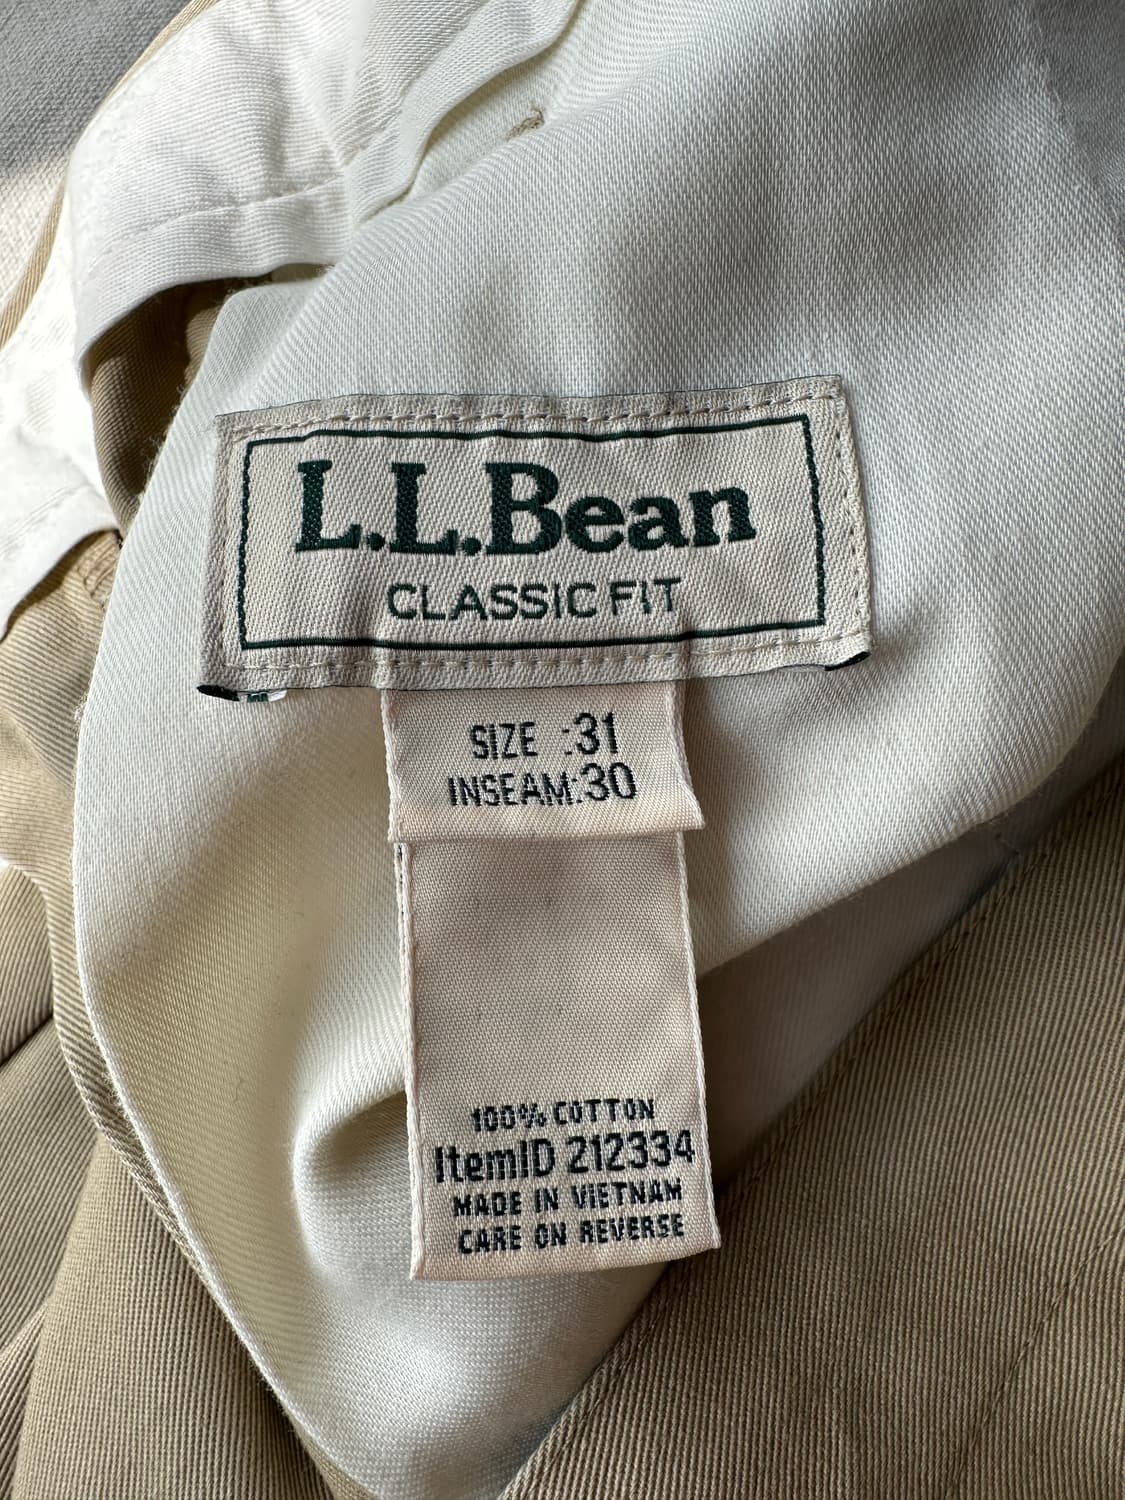 L.L.Bean
CLASSIC FIT
SIZE :31
INSEAM:30
100% COTTON
ItemID 212334
MADE IN VIETNAM
CARE ON REVERSE